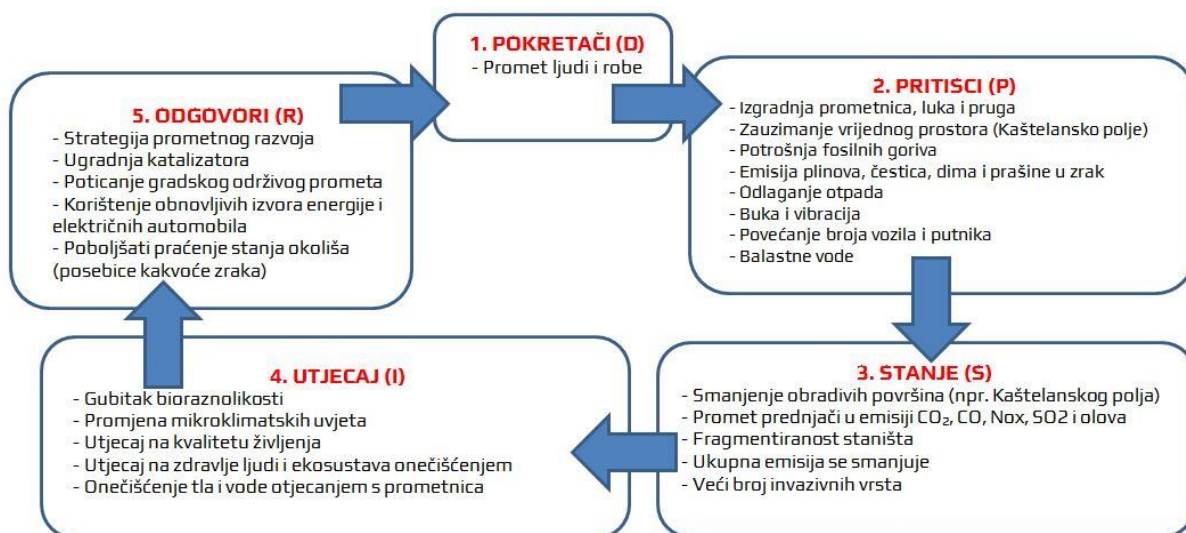 1. POKRETAČI (D)
- Promet ljudi i robe
2. PRITISCI (P)
- Izgradnja prometnica, luka i pruga
- Zauzimanje vrijednog prostora (Kaštelansko polje)
- Potrošnja fosilnih goriva
- Emisija plinova, čestica, dima i prašine u zrak
- Odlaganje otpada
- Buka i vibracija
- Povećanje broja vozila i putnika
- Balastne vode
3. STANJE (S)
- Smanjenje obradivih površina (npr. Kaštelanskog polja)
- Promet prednjači u emisiji CO₂, CO, Nox, SO2 i olova
- Fragmentiranost staništa
- Ukupna emisija se smanjuje
- Veći broj invazivnih vrsta
4. UTJECAJ (I)
- Gubitak bioraznolikosti
- Promjena mikroklimatskih uvjeta
- Utjecaj na kvalitetu življenja
- Utjecaj na zdravlje ljudi i ekosustava onečišćenjem
- Onečišćenje tla i vode otjecanjem s prometnica
5. ODGOVORI (R)
- Strategija prometnog razvoja
- Ugradnja katalizatora
- Poticanje gradskog održivog prometa
- Korištenje obnovljivih izvora energije i
električnih automobila
- Poboljšati praćenje stanja okoliša
(posebice kakvoće zraka)